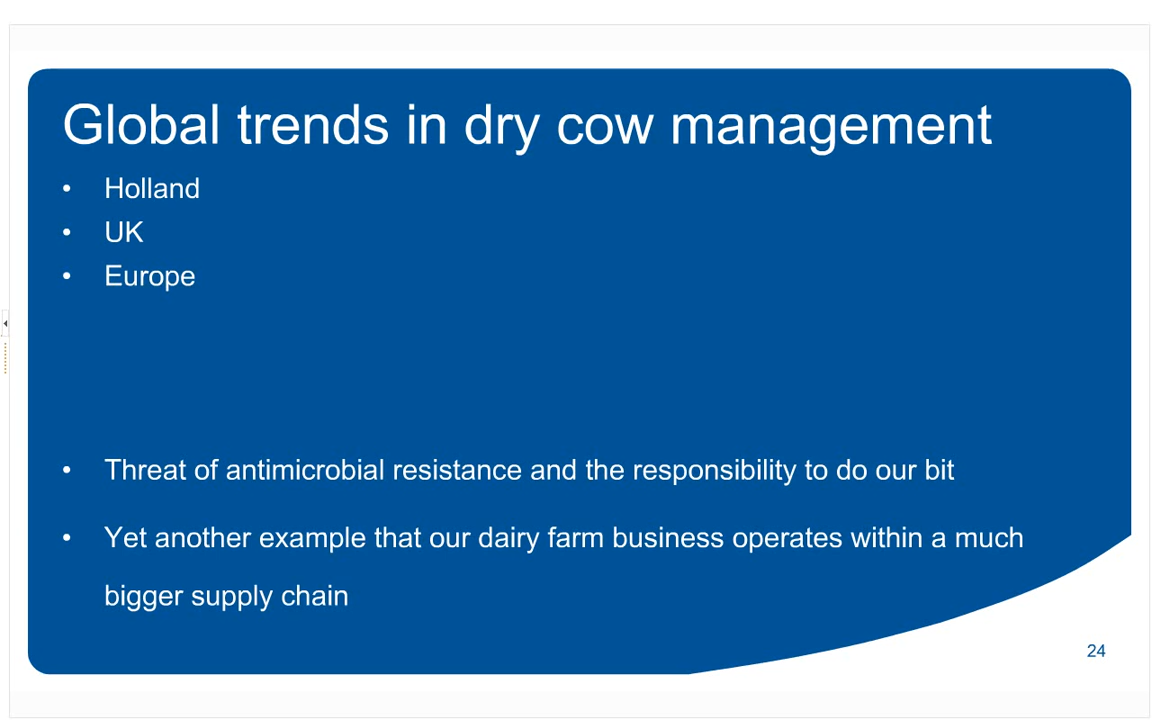 Global trends in dry cow management
• Holland
• UK
• Europe
• Threat of antimicrobial resistance and the responsibility to do our bit
• Yet another example that our dairy farm business operates within a much
bigger supply chain
24